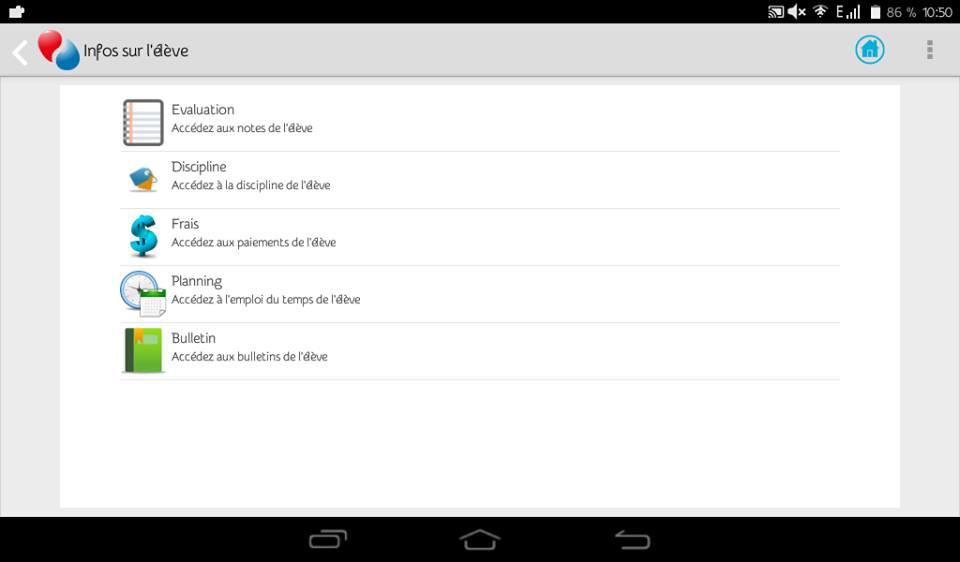 E 86 % 10:50
Infos sur l'élève
Evaluation
Accédez aux notes de l'élève
Discipline
Accédez à la discipline de l'élève
Frais
Accédez aux paiements de l'élève
Planning
Accédez à l'emploi du temps de l'élève
Bulletin
Accédez aux bulletins de l'élève